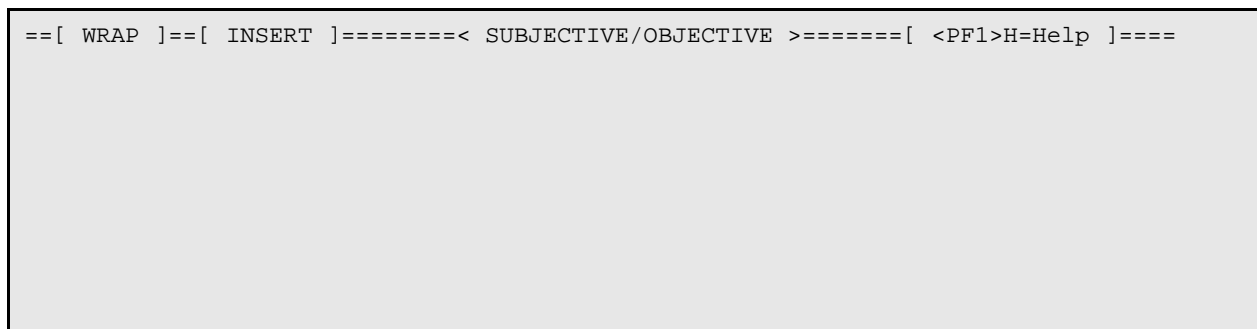 ==[ WRAP ]==[ INSERT ]========< SUBJECTIVE/OBJECTIVE >=======[ <PF1>H=Help ]====